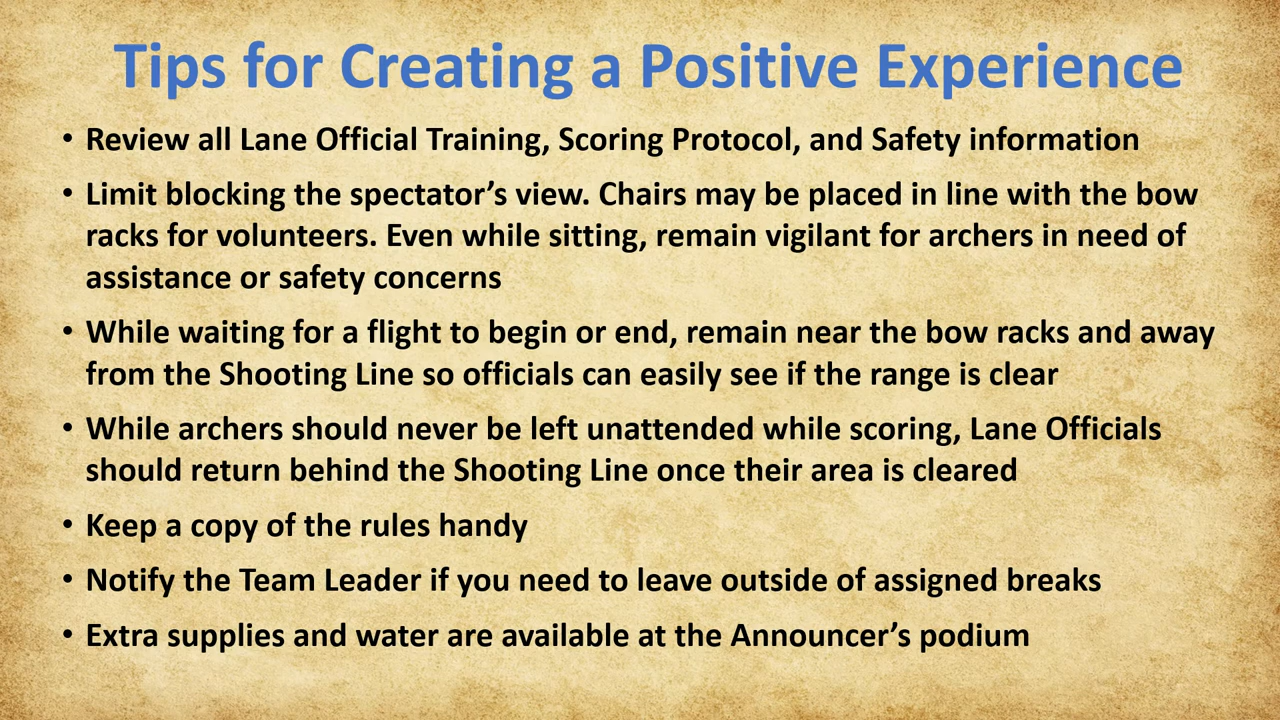 Tips for Creating a Positive Experience
• Review all Lane Official Training, Scoring Protocol, and Safety information
• Limit blocking the spectator’s view. Chairs may be placed in line with the bow
racks for volunteers. Even while sitting, remain vigilant for archers in need of
assistance or safety concerns
• While waiting for a flight to begin or end, remain near the bow racks and away
from the Shooting Line so officials can easily see if the range is clear
• While archers should never be left unattended while scoring, Lane Officials
should return behind the Shooting Line once their area is cleared
• Keep a copy of the rules handy
• Notify the Team Leader if you need to leave outside of assigned breaks
• Extra supplies and water are available at the Announcer’s podium